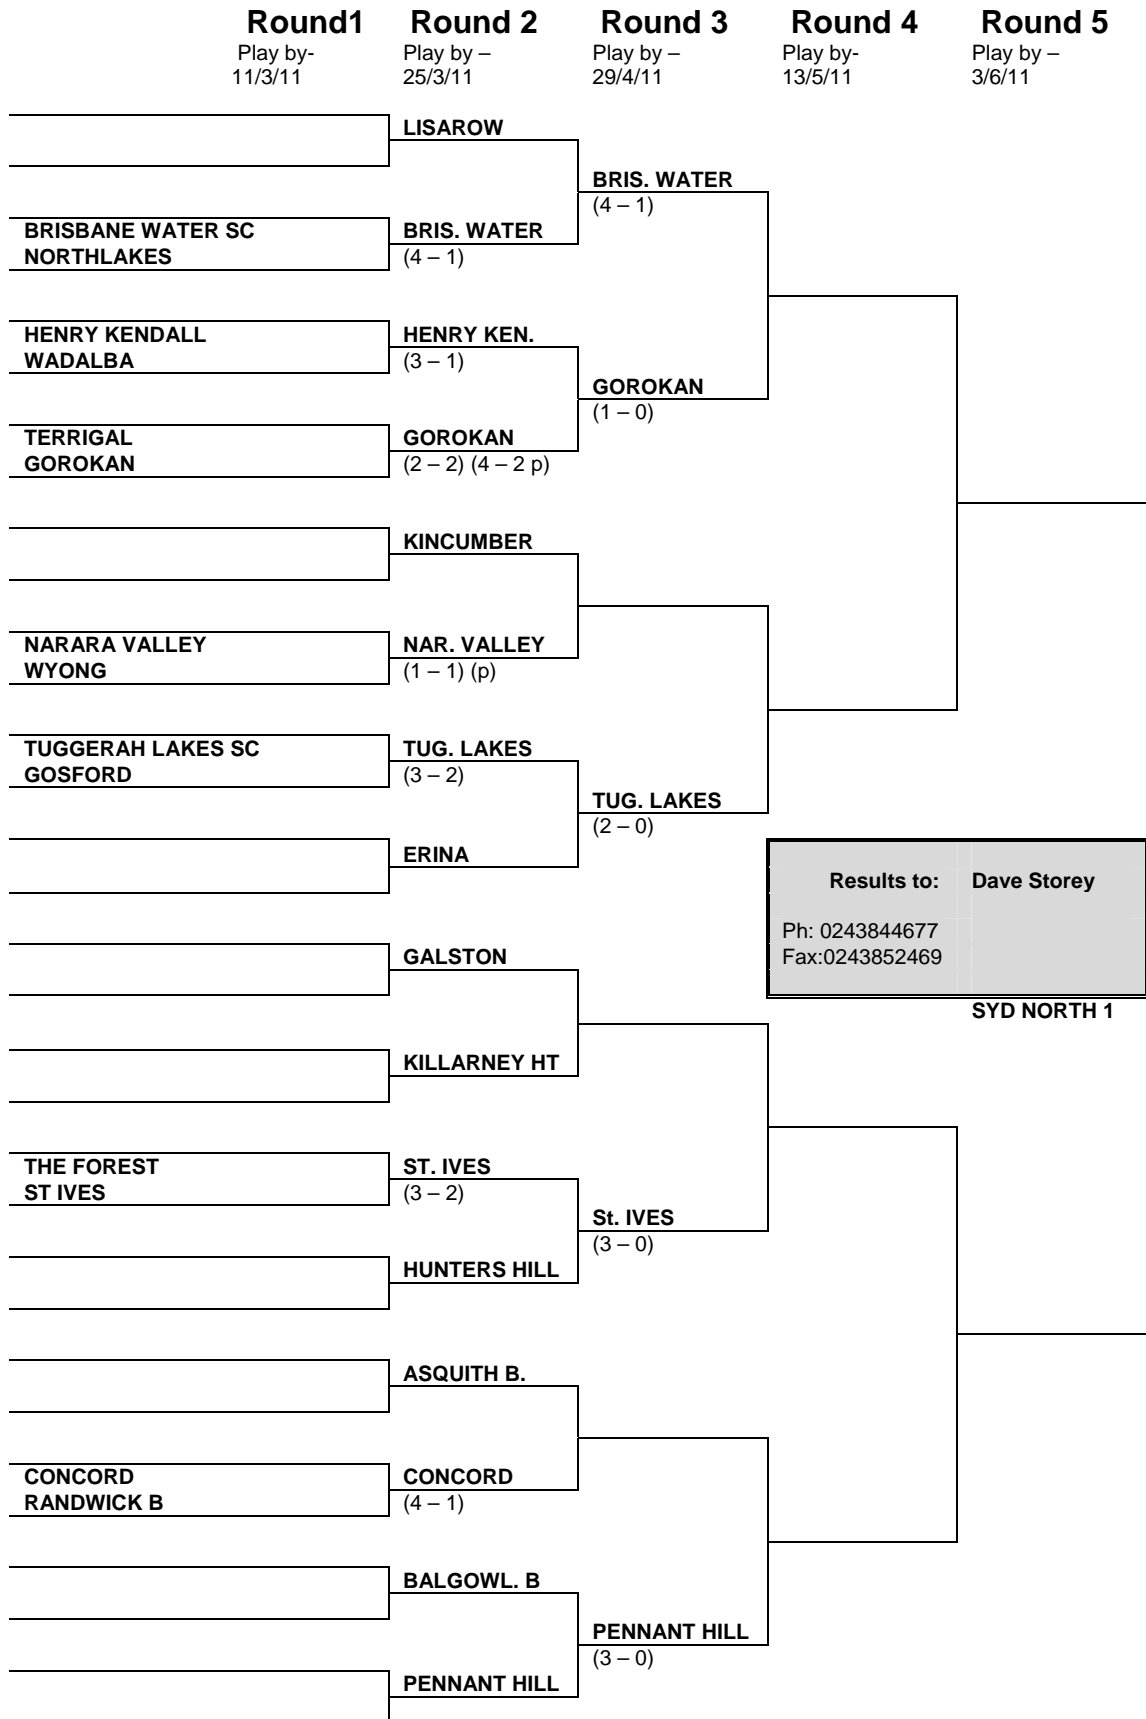 Round1 Round 2 Round 3 Round 4 Round 5
Play by- Play by – Play by – Play by- Play by –
11/3/11 25/3/11 29/4/11 13/5/11 3/6/11
LISAROW
BRIS. WATER
(4 – 1)
BRISBANE WATER SC BRIS. WATER
NORTHLAKES (4 – 1)
HENRY KENDALL HENRY KEN.
WADALBA (3 – 1)
GOROKAN
(1 – 0)
TERRIGAL GOROKAN
GOROKAN (2 – 2) (4 – 2 p)
KINCUMBER
NARARA VALLEY NAR. VALLEY
WYONG (1 – 1) (p)
TUGGERAH LAKES SC TUG. LAKES
GOSFORD (3 – 2)
TUG. LAKES
(2 – 0)
ERINA
Results to: Dave Storey
Ph: 0243844677
Fax:0243852469
GALSTON
SYD NORTH 1
KILLARNEY HT
THE FOREST ST. IVES
ST IVES (3 – 2)
St. IVES
(3 – 0)
HUNTERS HILL
ASQUITH B.
CONCORD CONCORD
RANDWICK B (4 – 1)
BALGOWL. B
PENNANT HILL
(3 – 0)
PENNANT HILL